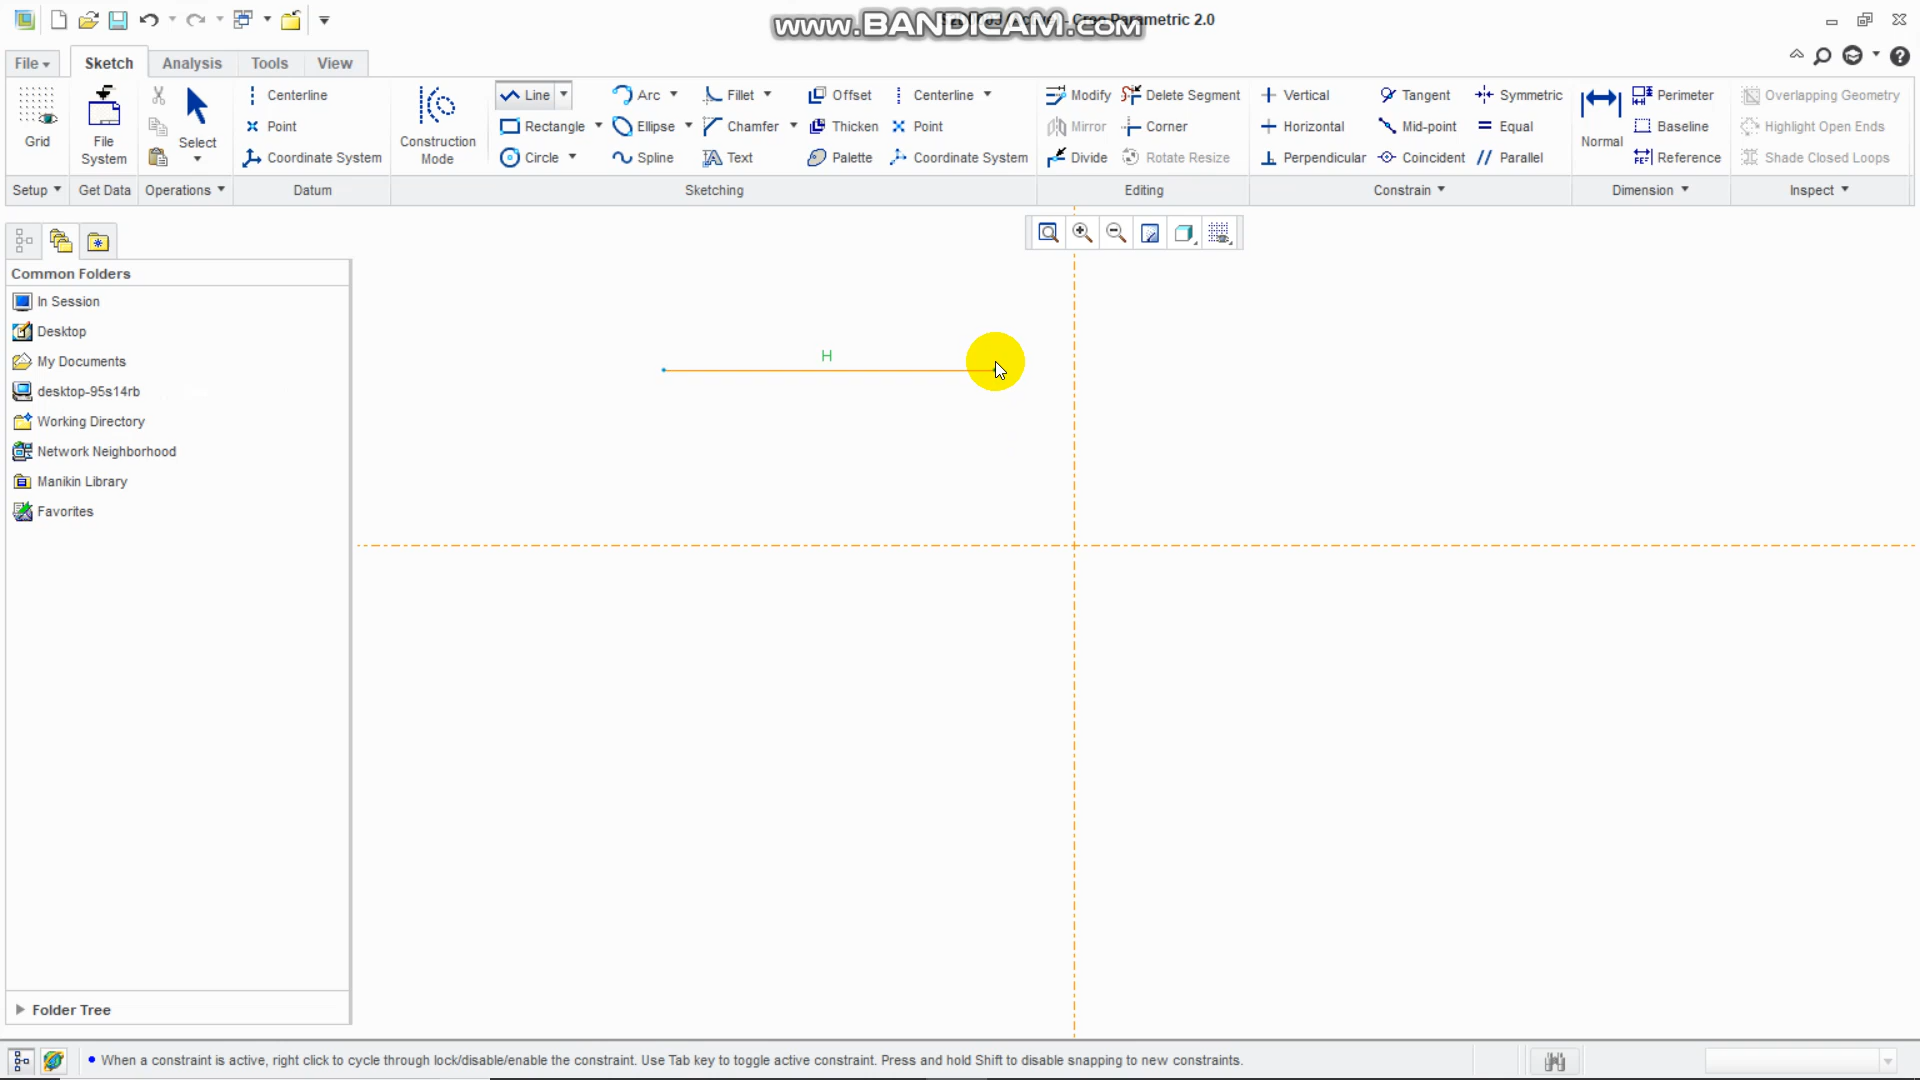 www.BANDICAM.com
Parametric 2.0
File
Sketch
Analysis
Tools
View
Grid
File System
Select
Centerline
Point
Coordinate System
Construction Mode
Line
Rectangle
Circle
Arc
Ellipse
Spline
Fillet
Chamfer
Text
Offset
Thicken
Palette
Centerline
Point
Coordinate System
Modify
Mirror
Divide
Delete Segment
Corner
Rotate Resize
Vertical
Horizontal
Perpendicular
Tangent
Mid-point
Coincident
Symmetric
Equal
Parallel
Normal
Perimeter
Baseline
Reference
Overlapping Geometry
Highlight Open Ends
Shade Closed Loops
Setup
Get Data
Operations
Datum
Sketching
Editing
Constrain
Dimension
Inspect
Common Folders
In Session
Desktop
My Documents
desktop-95s14rb
Working Directory
Network Neighborhood
Manikin Library
Favorites
Folder Tree
H
When a constraint is active, right click to cycle through lock/disable/enable the constraint. Use Tab key to toggle active constraint. Press and hold Shift to disable snapping to new constraints.